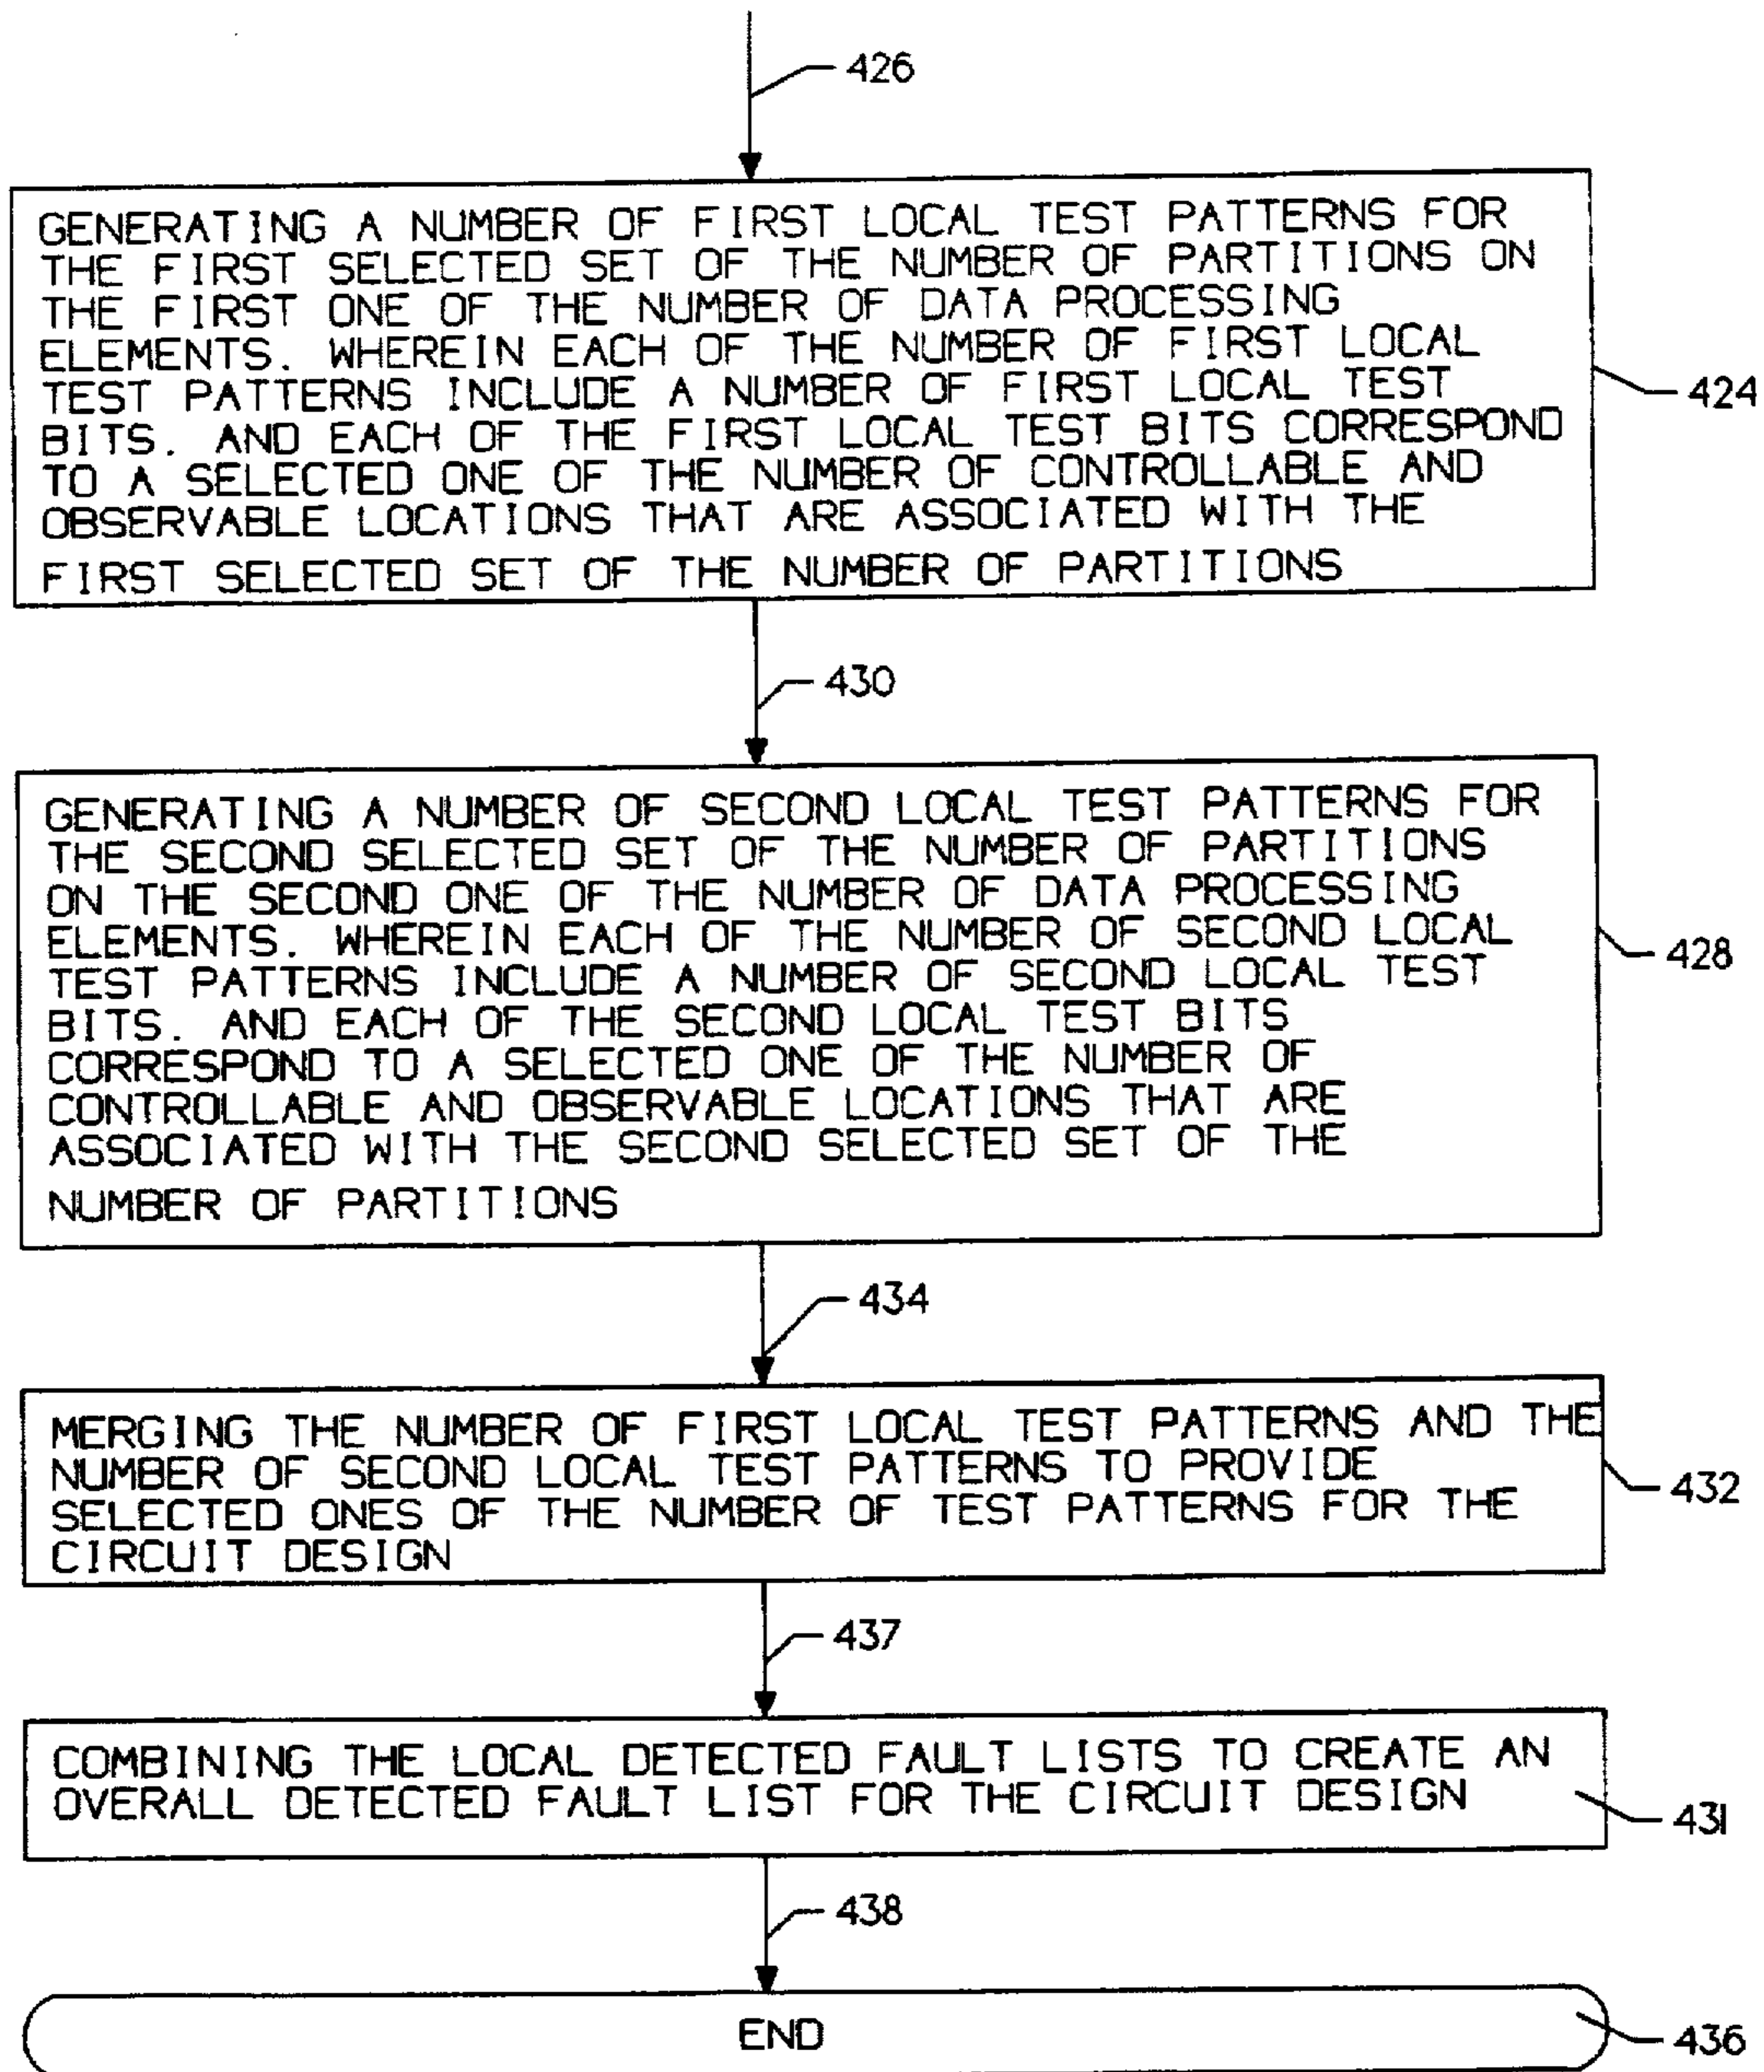 426
GENERATING A NUMBER OF FIRST LOCAL TEST PATTERNS FOR
THE FIRST SELECTED SET OF THE NUMBER OF PARTITIONS ON
THE FIRST ONE OF THE NUMBER OF DATA PROCESSING
ELEMENTS. WHEREIN EACH OF THE NUMBER OF FIRST LOCAL
TEST PATTERNS INCLUDE A NUMBER OF FIRST LOCAL TEST
BITS. AND EACH OF THE FIRST LOCAL TEST BITS CORRESPOND
TO A SELECTED ONE OF THE NUMBER OF CONTROLLABLE AND
OBSERVABLE LOCATIONS THAT ARE ASSOCIATED WITH THE
FIRST SELECTED SET OF THE NUMBER OF PARTITIONS
424
430
GENERATING A NUMBER OF SECOND LOCAL TEST PATTERNS FOR
THE SECOND SELECTED SET OF THE NUMBER OF PARTITIONS
ON THE SECOND ONE OF THE NUMBER OF DATA PROCESSING
ELEMENTS. WHEREIN EACH OF THE NUMBER OF SECOND LOCAL
TEST PATTERNS INCLUDE A NUMBER OF SECOND LOCAL TEST
BITS. AND EACH OF THE SECOND LOCAL TEST BITS
CORRESPOND TO A SELECTED ONE OF THE NUMBER OF
CONTROLLABLE AND OBSERVABLE LOCATIONS THAT ARE
ASSOCIATED WITH THE SECOND SELECTED SET OF THE
NUMBER OF PARTITIONS
428
434
MERGING THE NUMBER OF FIRST LOCAL TEST PATTERNS AND THE
NUMBER OF SECOND LOCAL TEST PATTERNS TO PROVIDE
SELECTED ONES OF THE NUMBER OF TEST PATTERNS FOR THE
CIRCUIT DESIGN
432
437
COMBINING THE LOCAL DETECTED FAULT LISTS TO CREATE AN
OVERALL DETECTED FAULT LIST FOR THE CIRCUIT DESIGN
431
438
END
436